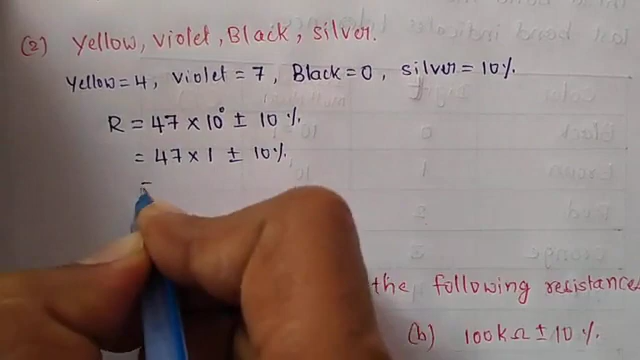 (2) Yellow, Violet, Black, Silver.
Yellow = 4, Violet = 7, Black = 0, Silver = 10%.
R = 47 × 10⁰ ± 10%
= 47 × 1 ± 10%.
=
the following resistances
(b) 100kΩ ± 10%.